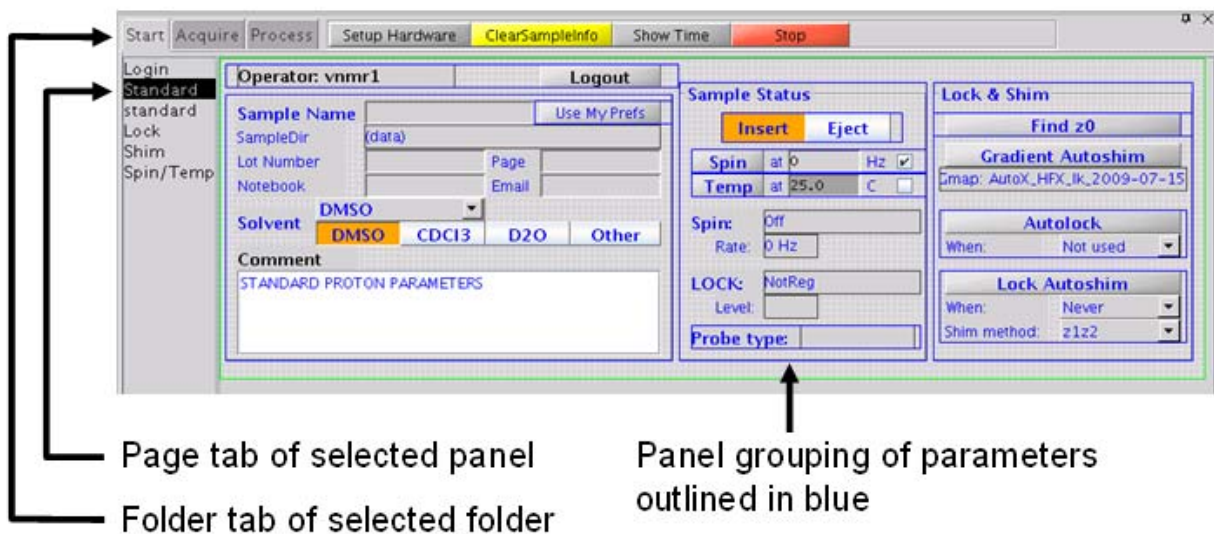 Start Acquire Process Setup Hardware ClearSampleInfo Show Time Stop
Login
Standard
standard
Lock
Shim
Spin/Temp
Operator: vnmr1 Logout
Sample Name Use My Prefs
SampleDir (data)
Lot Number Page
Notebook Email
Solvent DMSO
DMSO CDCl3 D2O Other
Comment
STANDARD PROTON PARAMETERS
Sample Status
Insert Eject
Spin at 0 Hz
Temp at 25.0 C
Spin: Off
Rate: 0 Hz
LOCK: NotReg
Level:
Probe type:
Lock & Shim
Find z0
Gradient Autoshim
Gmap: AutoX_HFX_lk_2009-07-15
Autolock
When: Not used
Lock Autoshim
When: Never
Shim method: z1z2
Page tab of selected panel
Folder tab of selected folder
Panel grouping of parameters
outlined in blue